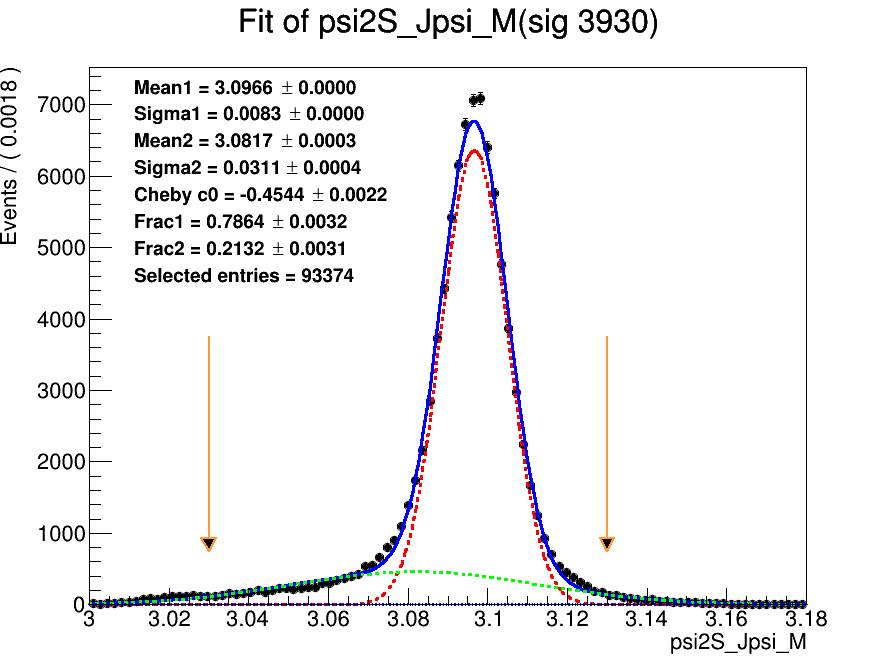 Fit of psi2S_Jpsi_M(sig 3930)
Events / ( 0.0018 )
Mean1 = 3.0966 ± 0.0000
Sigma1 = 0.0083 ± 0.0000
Mean2 = 3.0817 ± 0.0003
Sigma2 = 0.0311 ± 0.0004
Cheby c0 = -0.4544 ± 0.0022
Frac1 = 0.7864 ± 0.0032
Frac2 = 0.2132 ± 0.0031
Selected entries = 93374
7000
6000
5000
4000
3000
2000
1000
0
3 3.02 3.04 3.06 3.08 3.1 3.12 3.14 3.16 3.18
psi2S_Jpsi_M